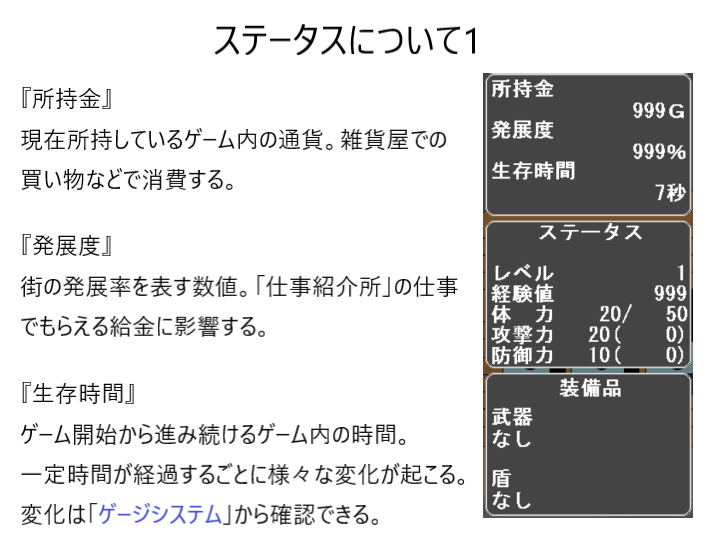 ステータスについて1
『所持金』
現在所持しているゲーム内の通貨。雑貨屋での
買い物などで消費する。
『発展度』
街の発展率を表す数値。「仕事紹介所」の仕事
でもらえる給金に影響する。
『生存時間』
ゲーム開始から進み続けるゲーム内の時間。
一定時間が経過するごとに様々な変化が起こる。
変化は「ゲージシステム」から確認できる。
所持金
999G
発展度
999%
生存時間
7秒
ステータス
レベル 1
経験値 999
体 力 20/ 50
攻撃力 20( 0)
防御力 10( 0)
装備品
武器
なし
盾
なし